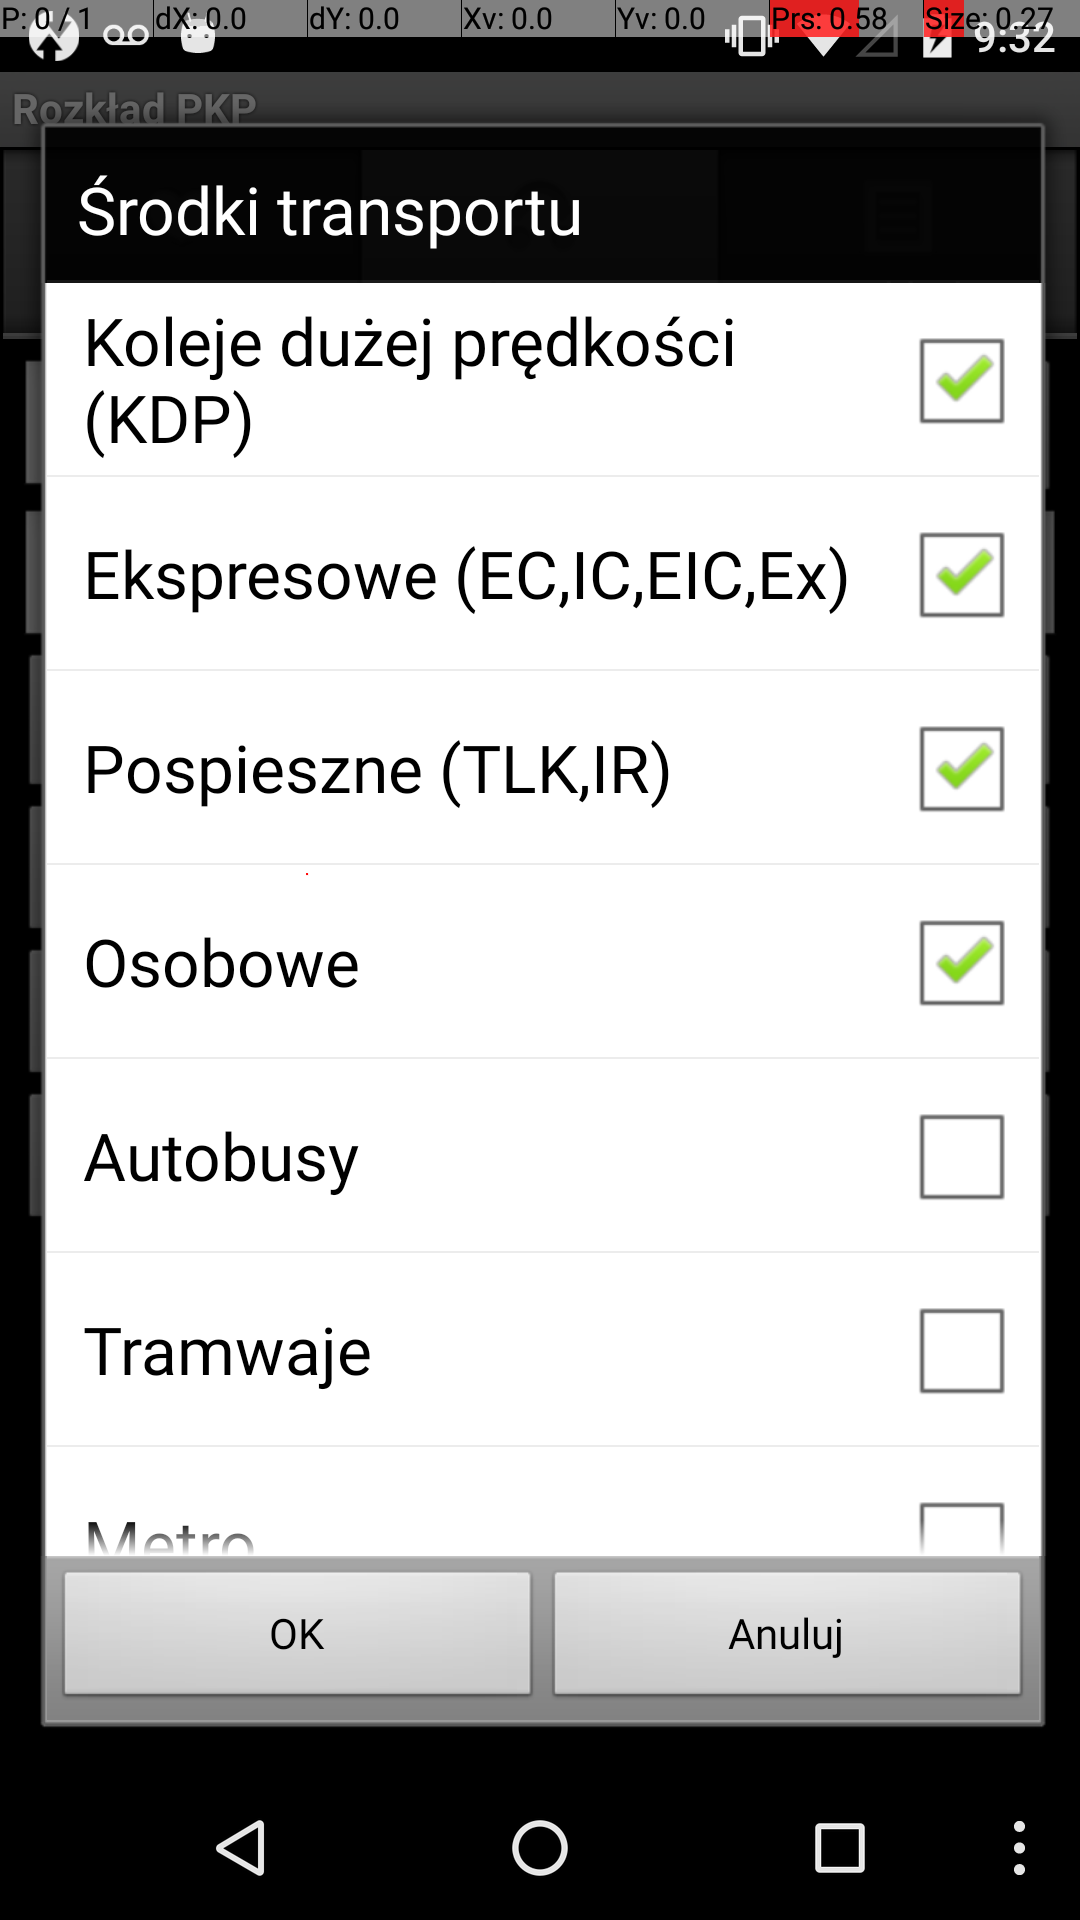 P: 0 / 1 dX: 0.0 dY: 0.0 Xv: 0.0 Yv: 0.0 Prs: 0.58 Size: 0.27
9:32
Rozkład PKP
Środki transportu
Koleje dużej prędkości
(KDP)
Ekspresowe (EC,IC,EIC,Ex)
Pospieszne (TLK,IR)
Osobowe
Autobusy
Tramwaje
Metro
OK Anuluj